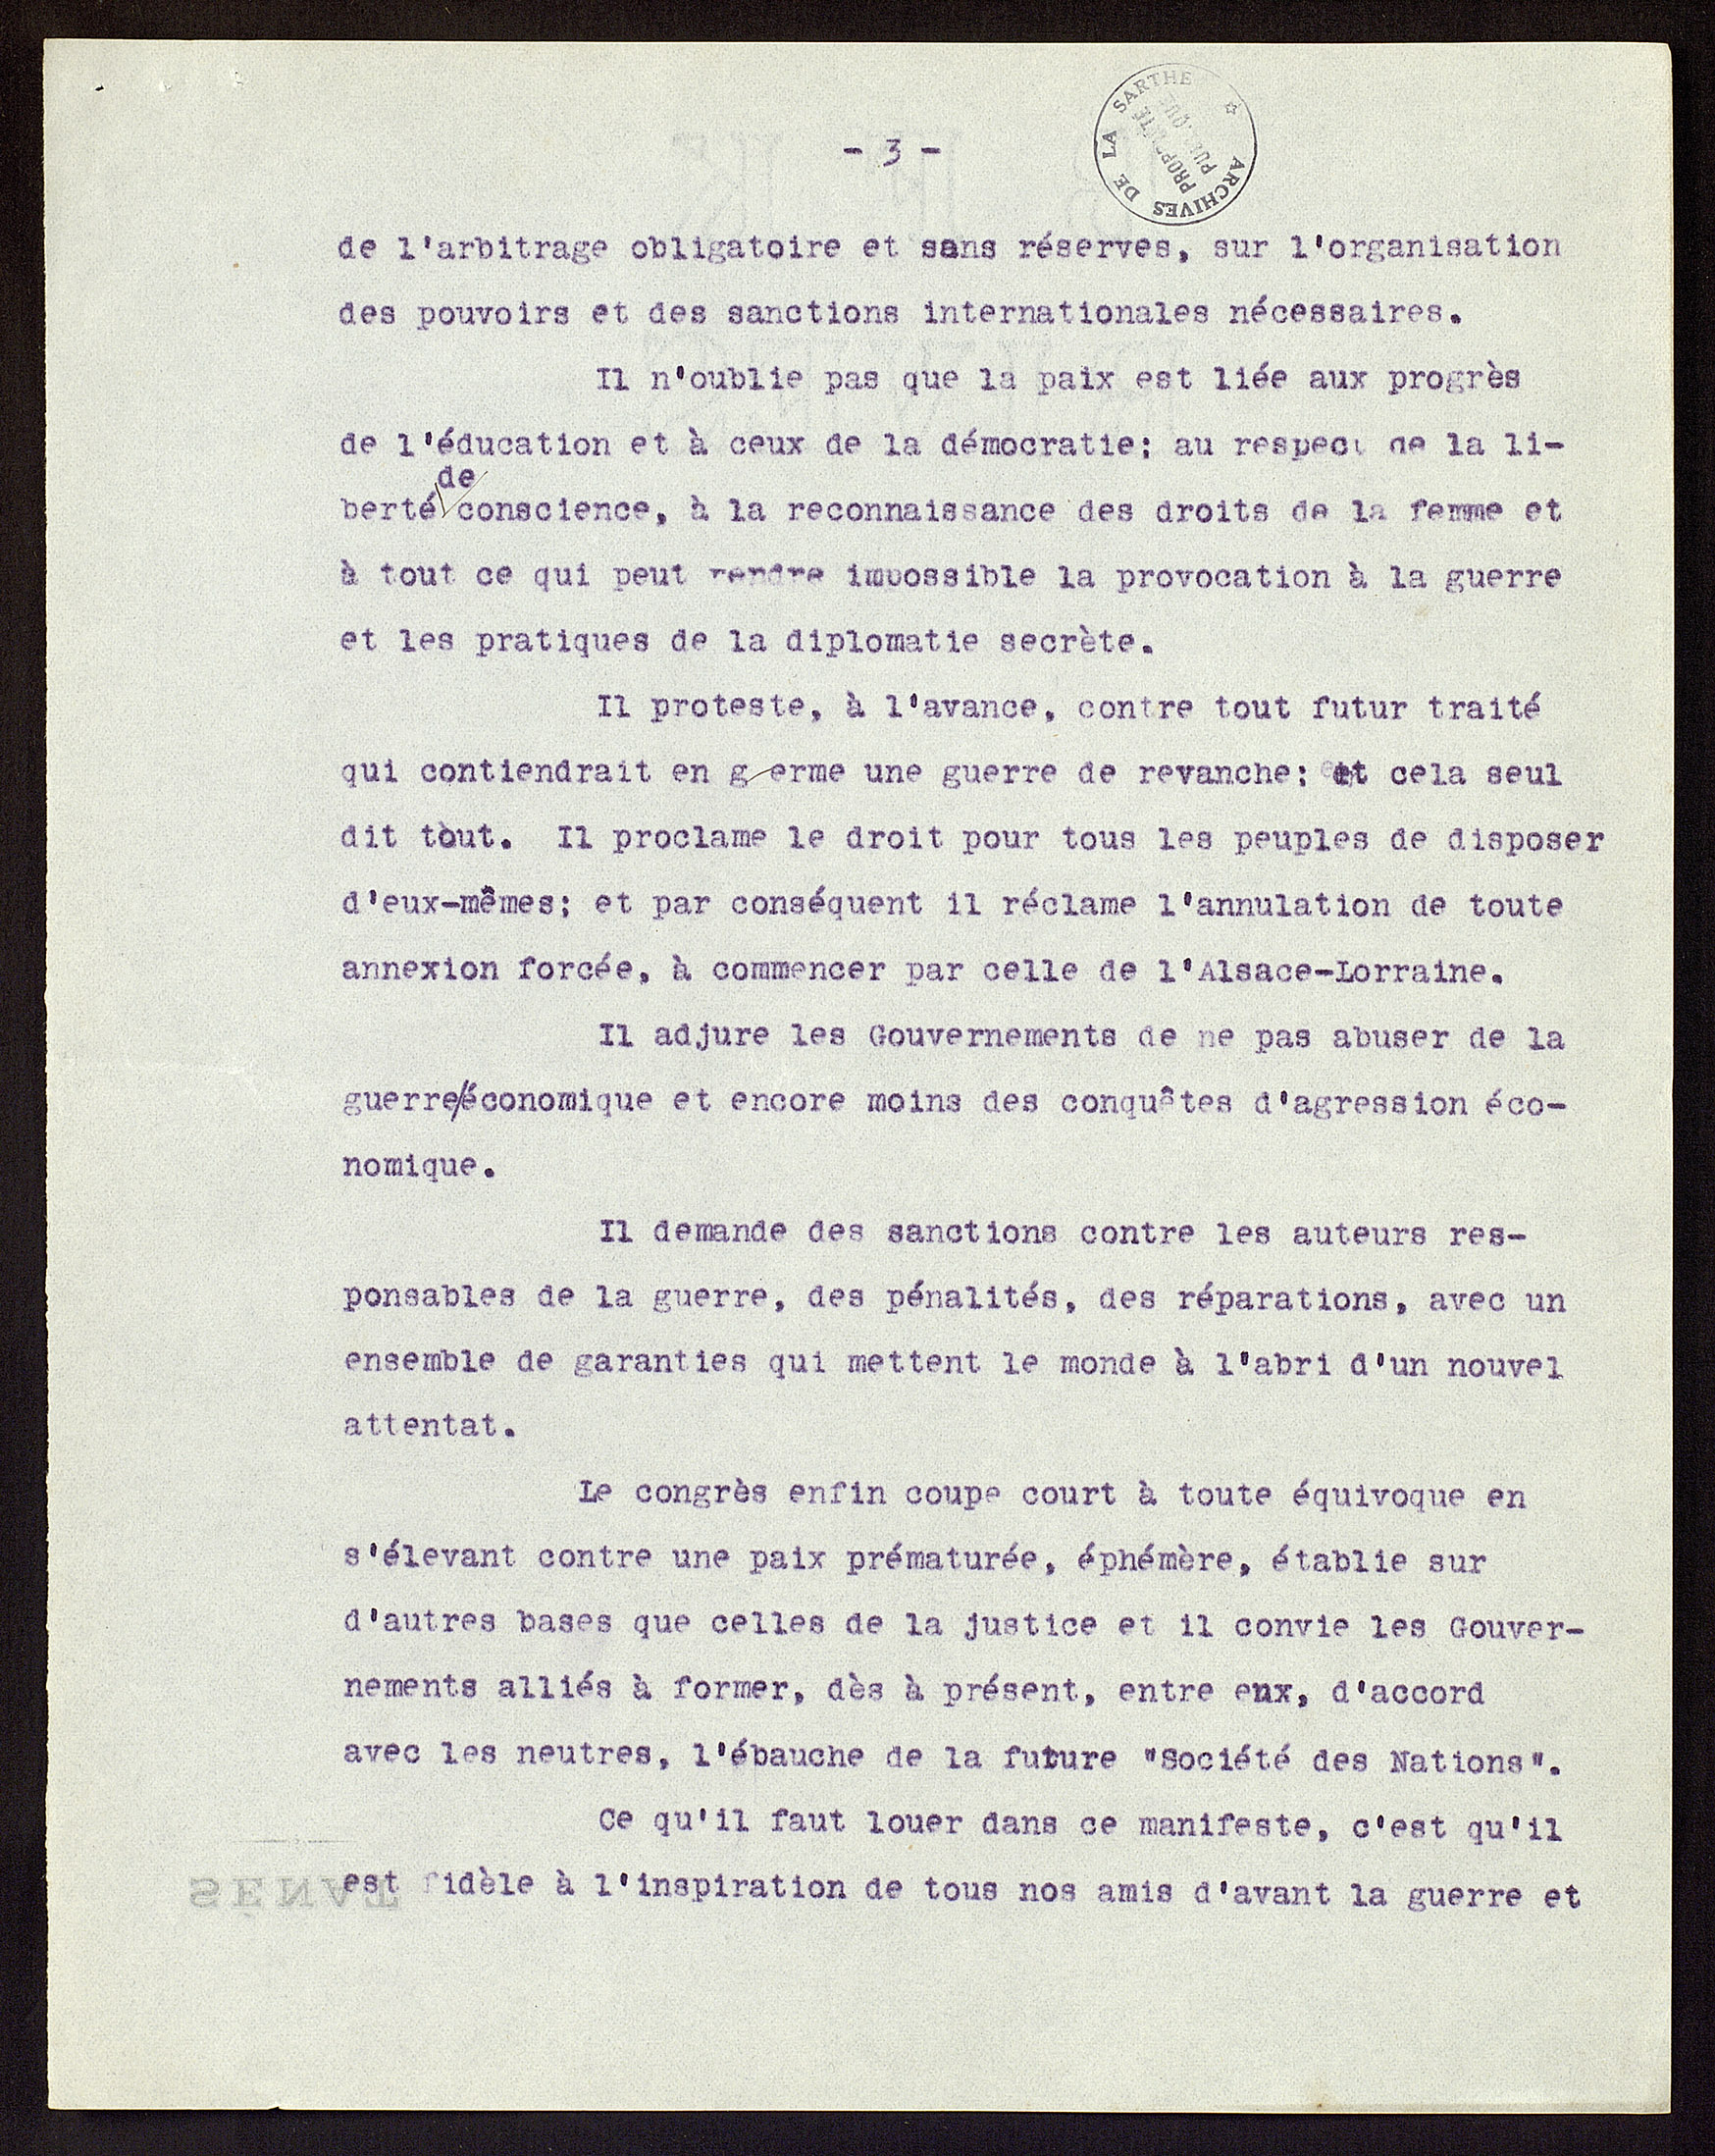 ARCHIVES DE LA SARTHE
PROPRIETE
- 3 -
de l'arbitrage obligatoire et sans réserves, sur l'organisation
des pouvoirs et des sanctions internationales nécessaires.
Il n'oublie pas que la paix est liée aux progrès
de l'éducation et à ceux de la démocratie; au respect de la li-
de
berté conscience, à la reconnaissance des droits de la femme et
à tout ce qui peut rendre impossible la provocation à la guerre
et les pratiques de la diplomatie secrète.
Il proteste, à l'avance, contre tout futur traité
qui contiendrait en germe une guerre de revanche; et cela seul
dit tout. Il proclame le droit pour tous les peuples de disposer
d'eux-mêmes; et par conséquent il réclame l'annulation de toute
annexion forcée, à commencer par celle de l'Alsace-Lorraine.
Il adjure les Gouvernements de ne pas abuser de la
guerre/économique et encore moins des conquêtes d'agression éco-
nomique.
Il demande des sanctions contre les auteurs res-
ponsables de la guerre, des pénalités, des réparations, avec un
ensemble de garanties qui mettent le monde à l'abri d'un nouvel
attentat.
Le congrès enfin coupe court à toute équivoque en
s'élevant contre une paix prématurée, éphémère, établie sur
d'autres bases que celles de la justice et il convie les Gouver-
nements alliés à former, dès à présent, entre eux, d'accord
avec les neutres, l'ébauche de la future "Société des Nations".
Ce qu'il faut louer dans ce manifeste, c'est qu'il
est fidèle à l'inspiration de tous nos amis d'avant la guerre et
SENAT